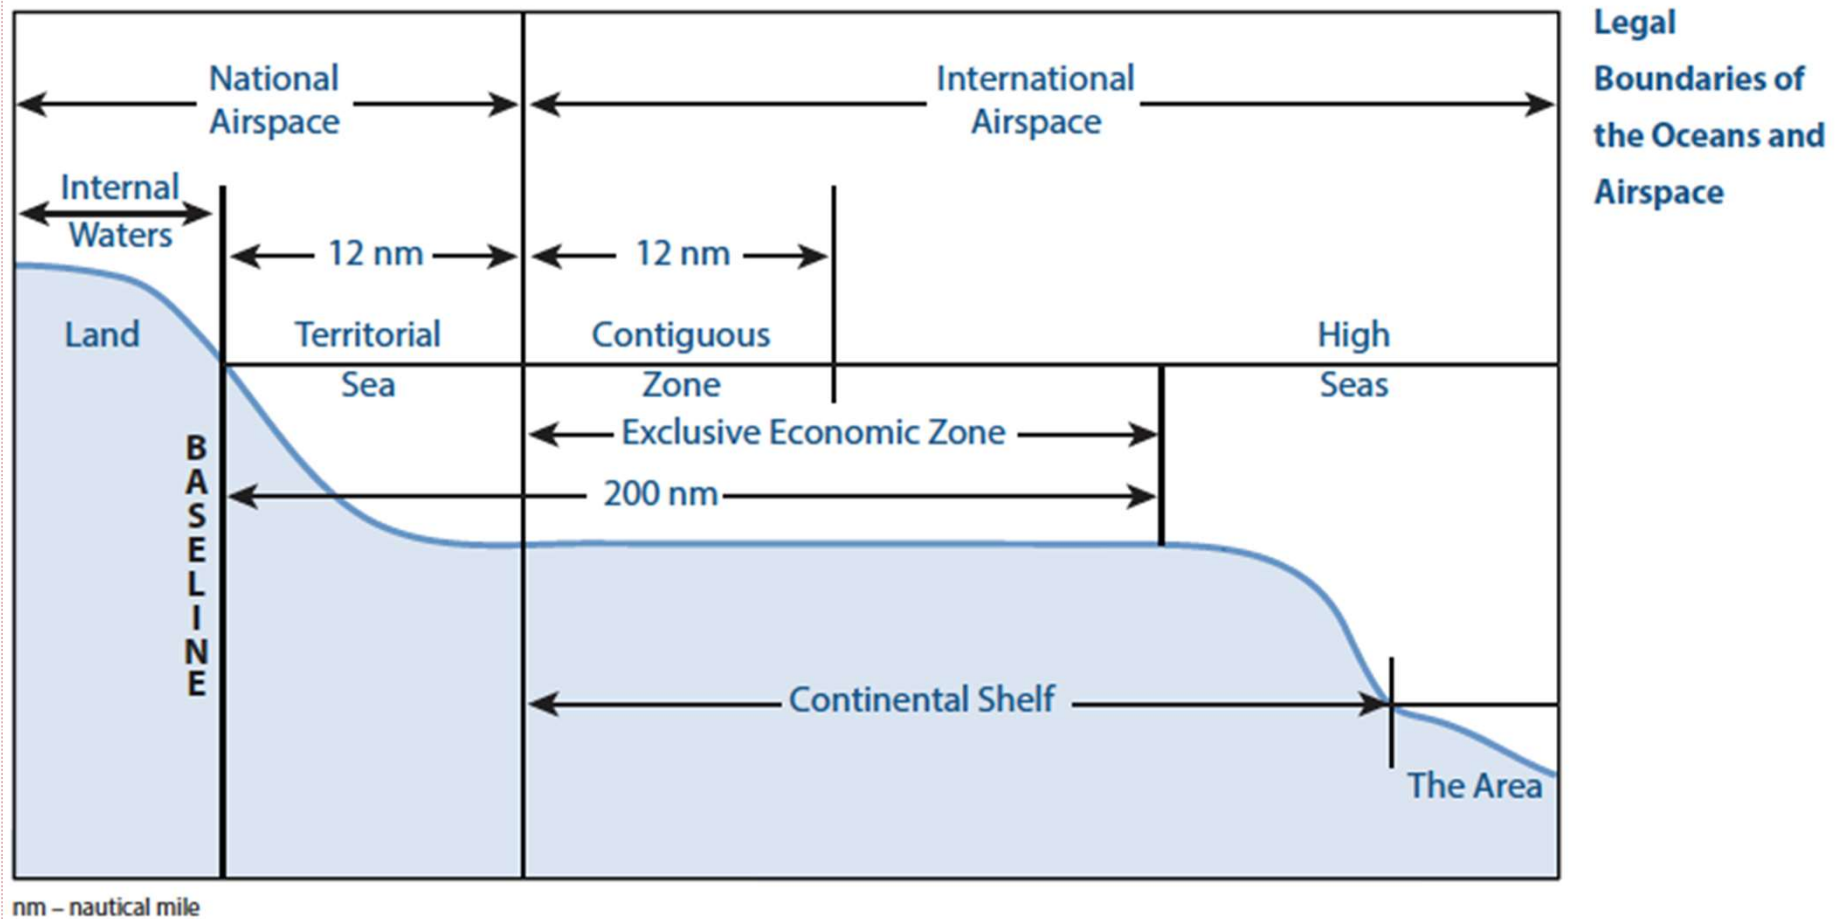 Legal
Boundaries of
the Oceans and
Airspace
National
Airspace
International
Airspace
Internal
Waters
12 nm
12 nm
Land
Territorial
Sea
Contiguous
Zone
High
Seas
BASELINE
Exclusive Economic Zone
200 nm
Continental Shelf
The Area
nm – nautical mile